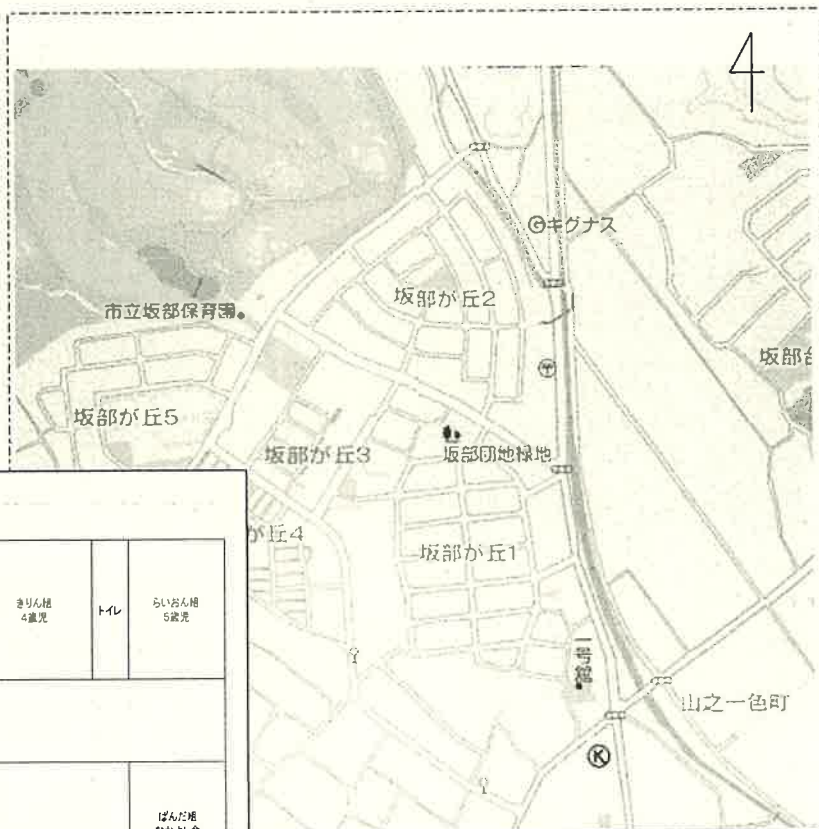 4
Ⓖキグナス
坂部が丘2
市立坂部保育園
〒
坂部が丘5
坂部が丘3
坂部団地緑地
が丘4
坂部が丘1
一号館
山之一色町
Ⓚ
きりん組
4歳児
トイレ
らいおん組
5歳児
ぱんだ組